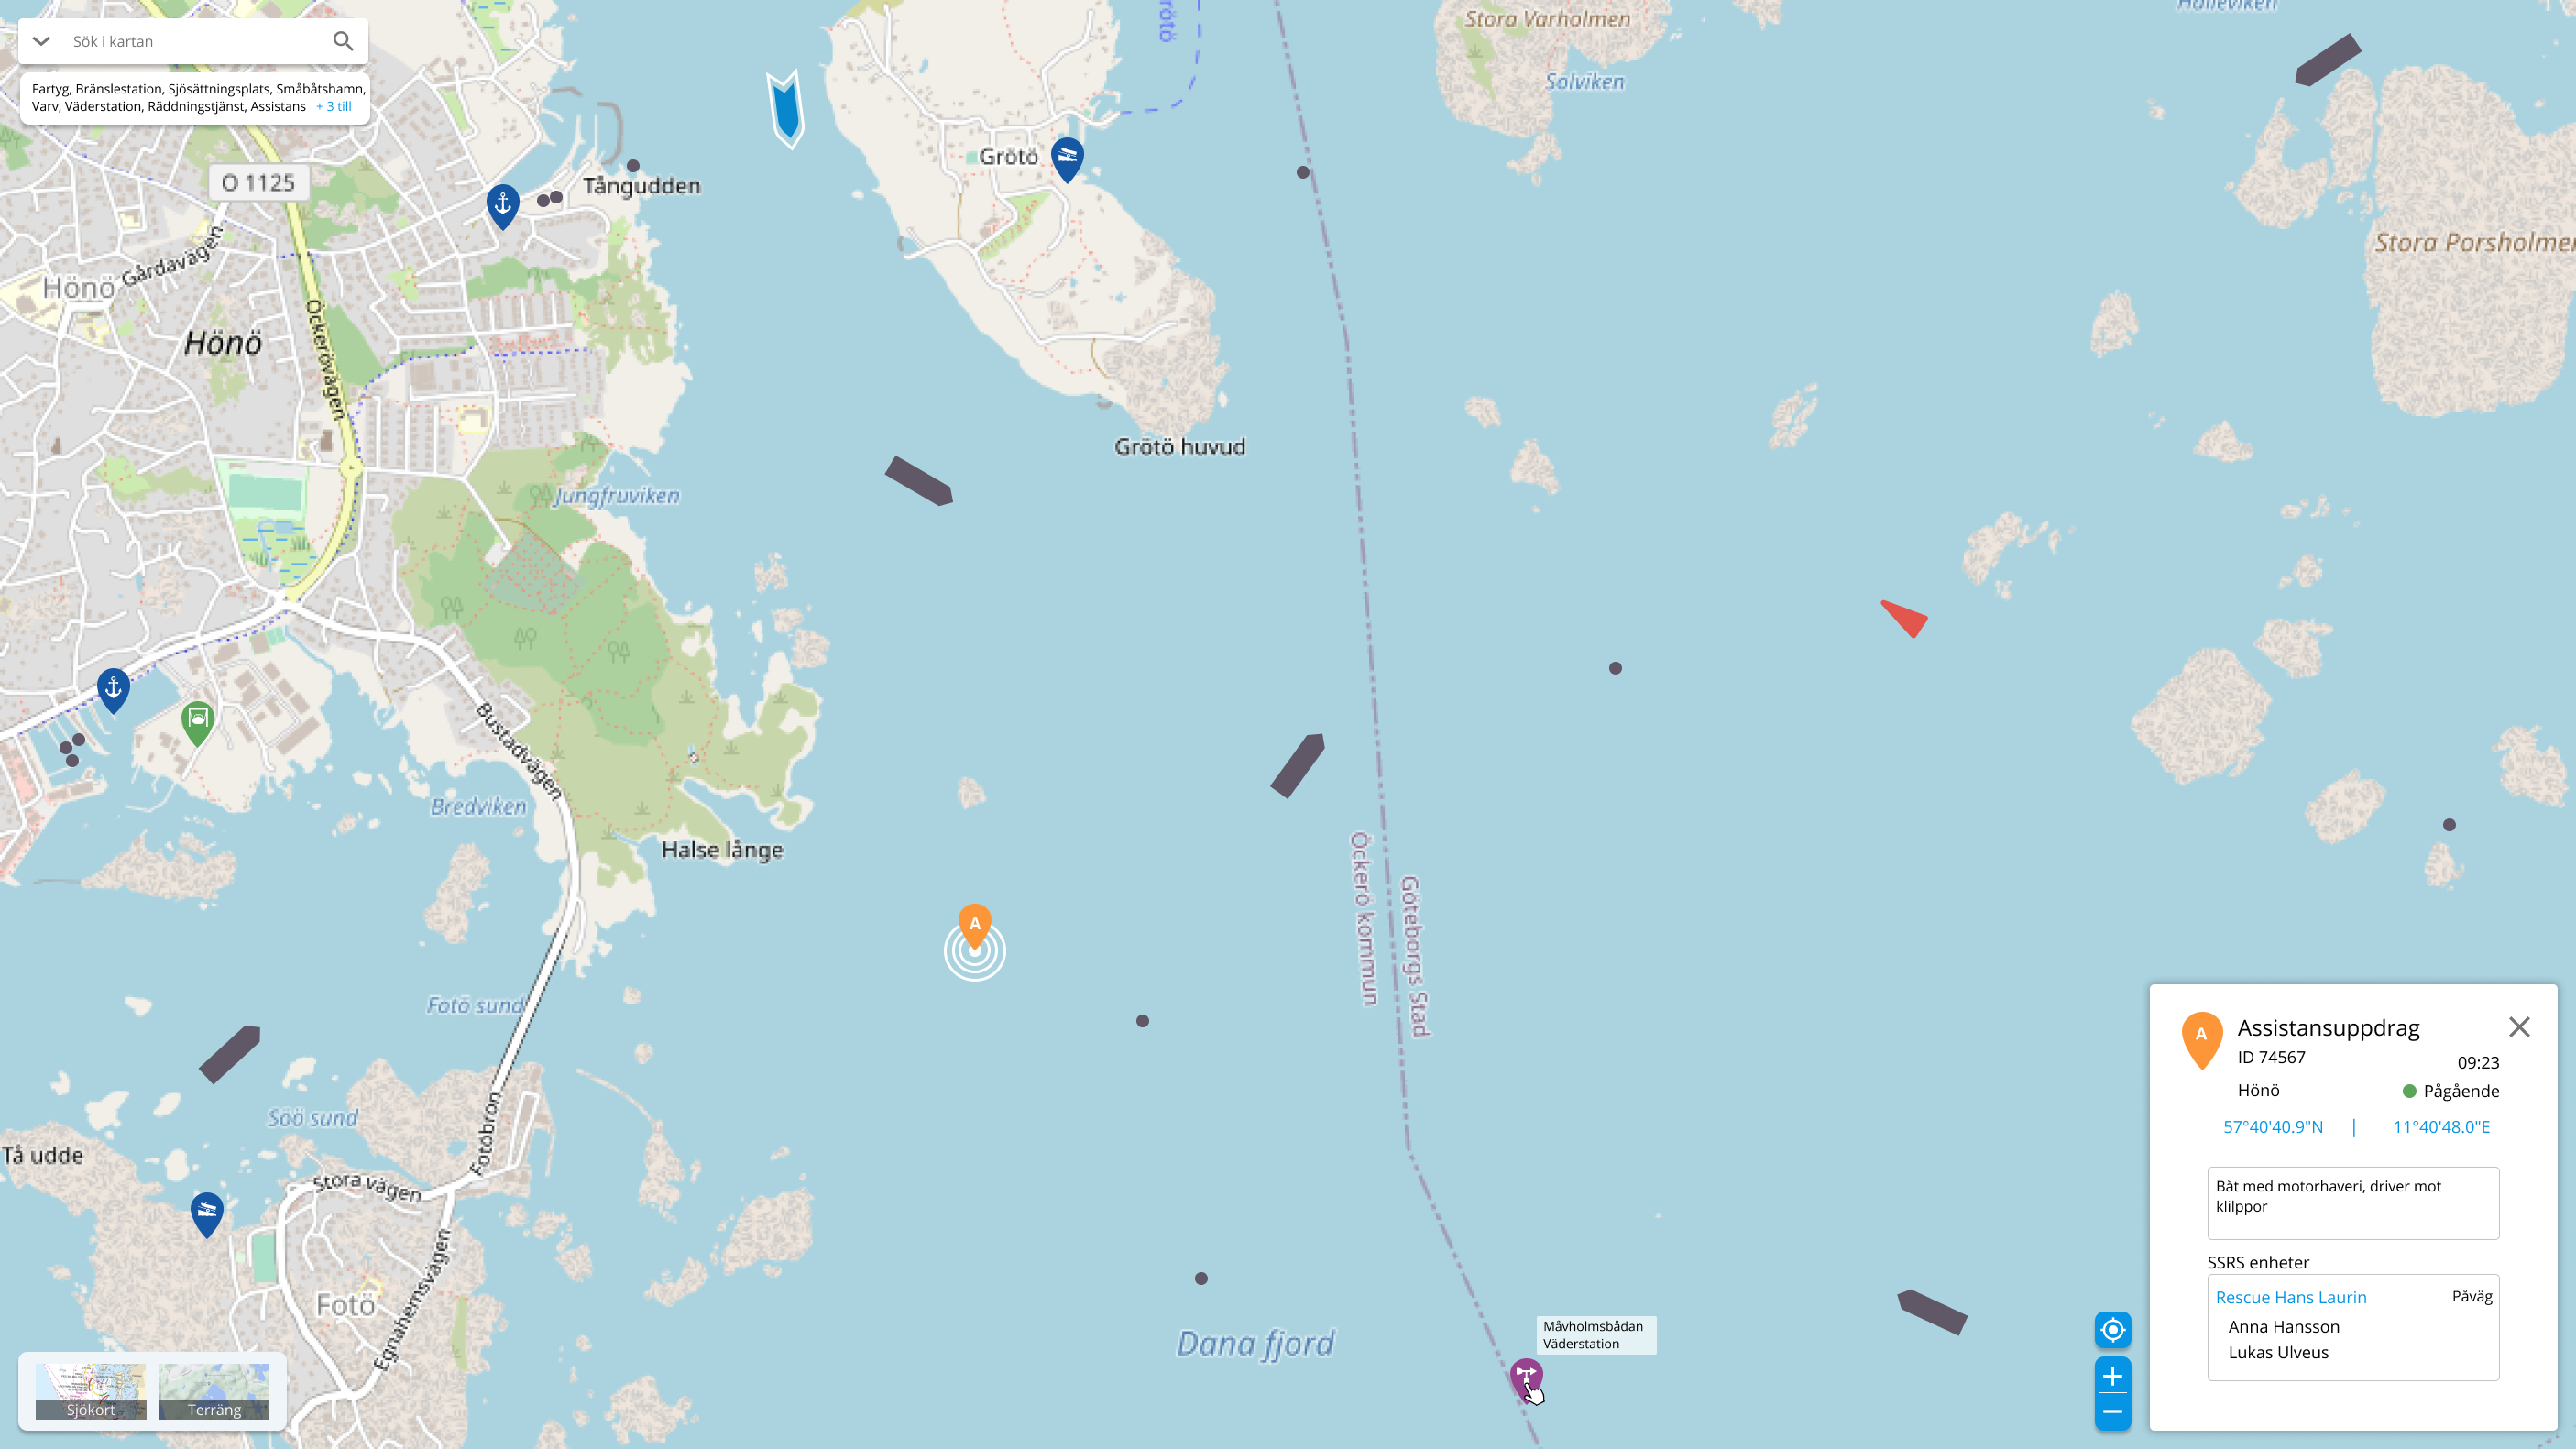 Sök i kartan
Fartyg, Bränslestation, Sjösättningsplats, Småbåtshamn,
Varv, Väderstation, Räddningstjänst, Assistans + 3 till
Stora Varholmen
Solviken
Grötö
Tångudden
O 1125
Gårdavägen
Hönö
Hönö
Öckerövägen
Stora Porsholmen
Grötö
Grötö huvud
Jungfruviken
Bustadvägen
Bredviken
Halse långe
A
Öckerö kommun
Göteborgs Stad
Fotö sund
Söö sund
Fotöbron
Tå udde
Stora vägen
Fotö
Egnahemsvägen
Dana fjord
Måvholmsbådan
Väderstation
Sjökort
Terräng
A
Assistansuppdrag
ID 74567
09:23
Hönö
Pågående
57°40'40.9"N | 11°40'48.0"E
Båt med motorhaveri, driver mot
klilppor
SSRS enheter
Rescue Hans Laurin
Påväg
Anna Hansson
Lukas Ulveus